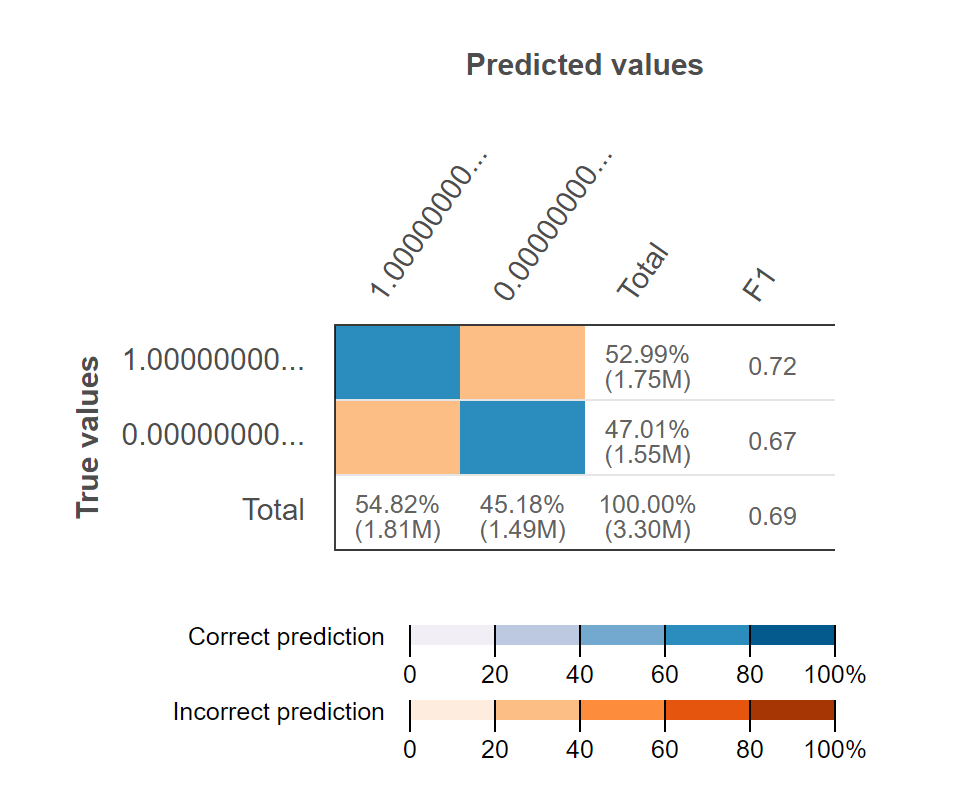 Predicted values
1.00000000...
0.00000000...
Total
F1
True values
1.00000000...
52.99%
(1.75M)
0.72
0.00000000...
47.01%
(1.55M)
0.67
Total
54.82%
(1.81M)
45.18%
(1.49M)
100.00%
(3.30M)
0.69
Correct prediction
0 20 40 60 80 100%
Incorrect prediction
0 20 40 60 80 100%